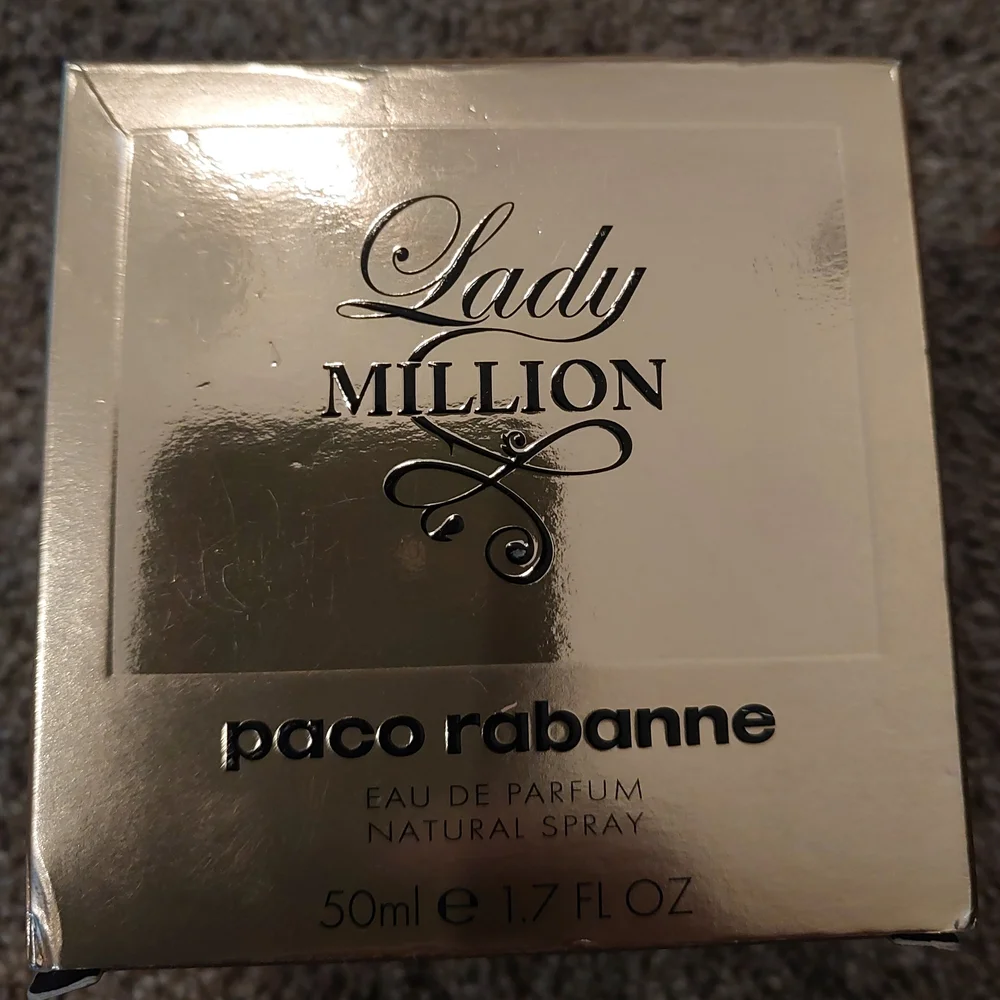 Lady
MILLION
paco rabanne
EAU DE PARFUM
NATURAL SPRAY
50ml ℮ 1.7 FL OZ